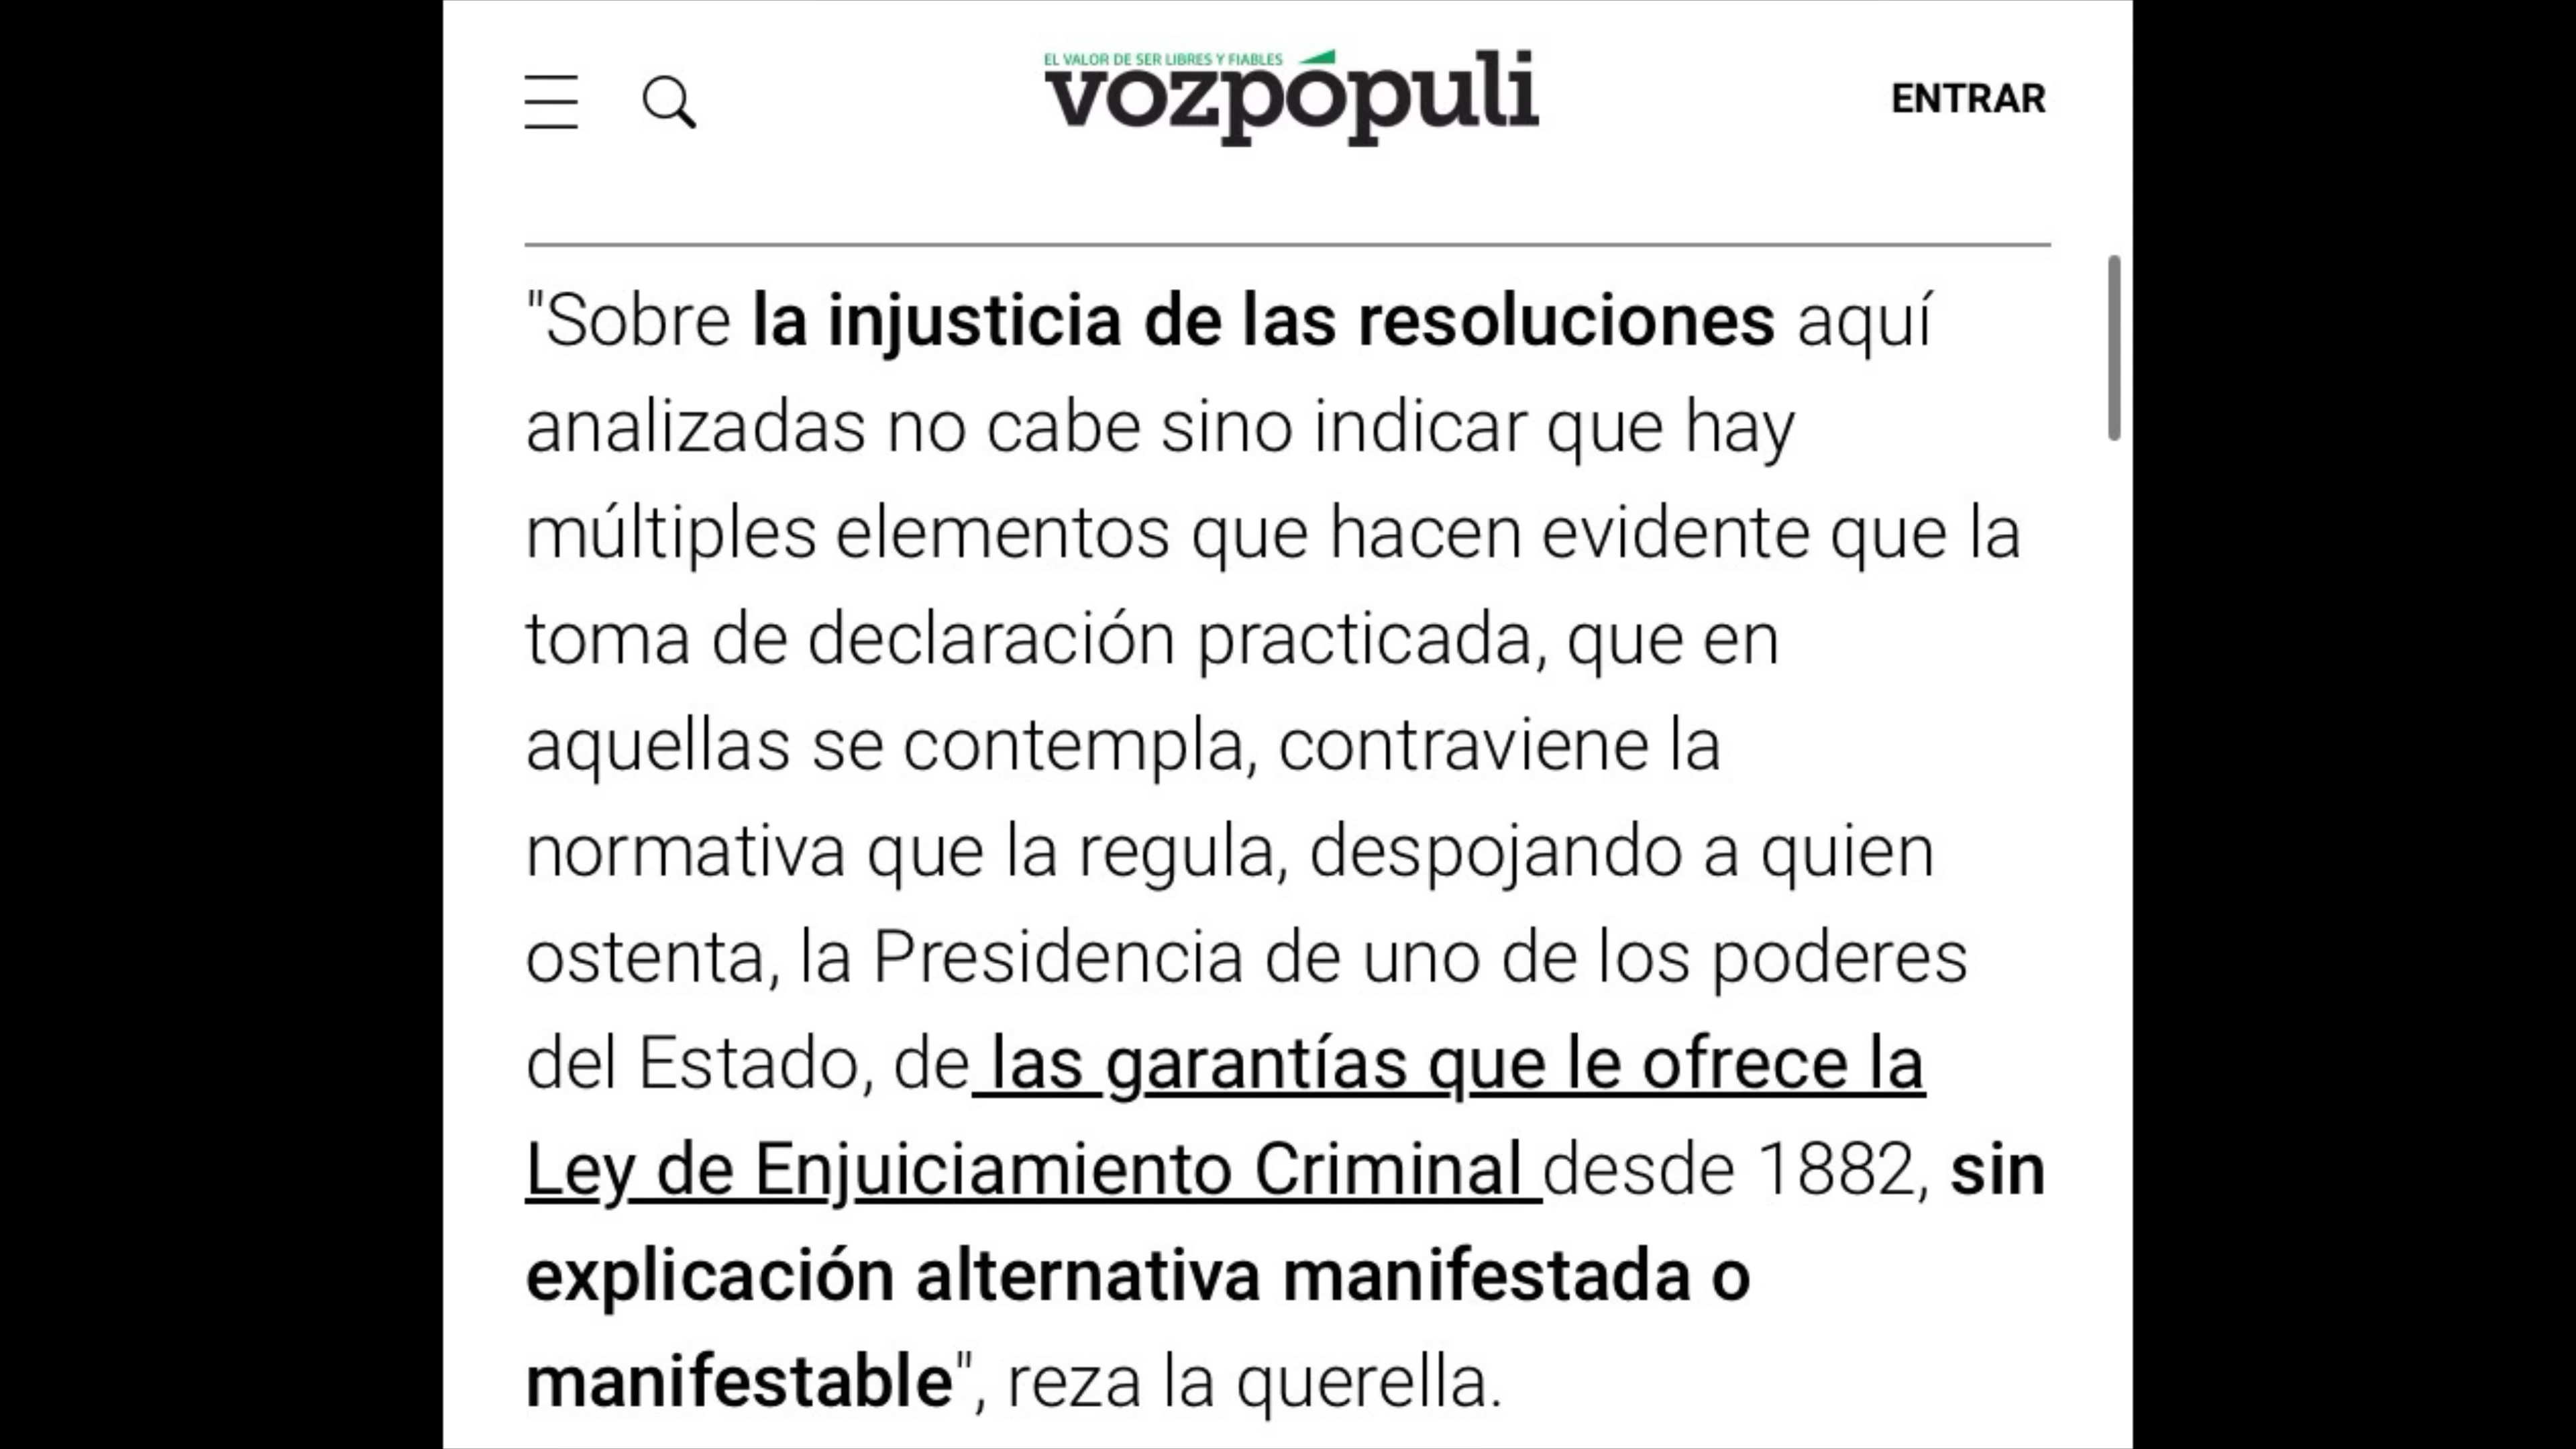 EL VALOR DE SER LIBRES Y FIABLES
vozpópuli
ENTRAR
"Sobre la injusticia de las resoluciones aquí
analizadas no cabe sino indicar que hay
múltiples elementos que hacen evidente que la
toma de declaración practicada, que en
aquellas se contempla, contraviene la
normativa que la regula, despojando a quien
ostenta, la Presidencia de uno de los poderes
del Estado, de las garantías que le ofrece la
Ley de Enjuiciamiento Criminal desde 1882, sin
explicación alternativa manifestada o
manifestable", reza la querella.